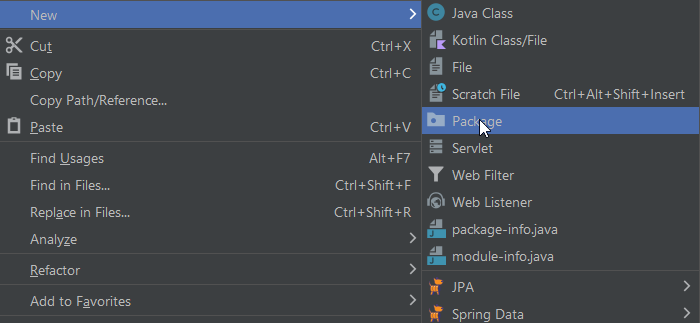 New
Cut Ctrl+X
Copy Ctrl+C
Copy Path/Reference...
Paste Ctrl+V
Find Usages Alt+F7
Find in Files... Ctrl+Shift+F
Replace in Files... Ctrl+Shift+R
Analyze
Refactor
Add to Favorites
Java Class
Kotlin Class/File
File
Scratch File Ctrl+Alt+Shift+Insert
Package
Servlet
Web Filter
Web Listener
package-info.java
module-info.java
JPA
Spring Data